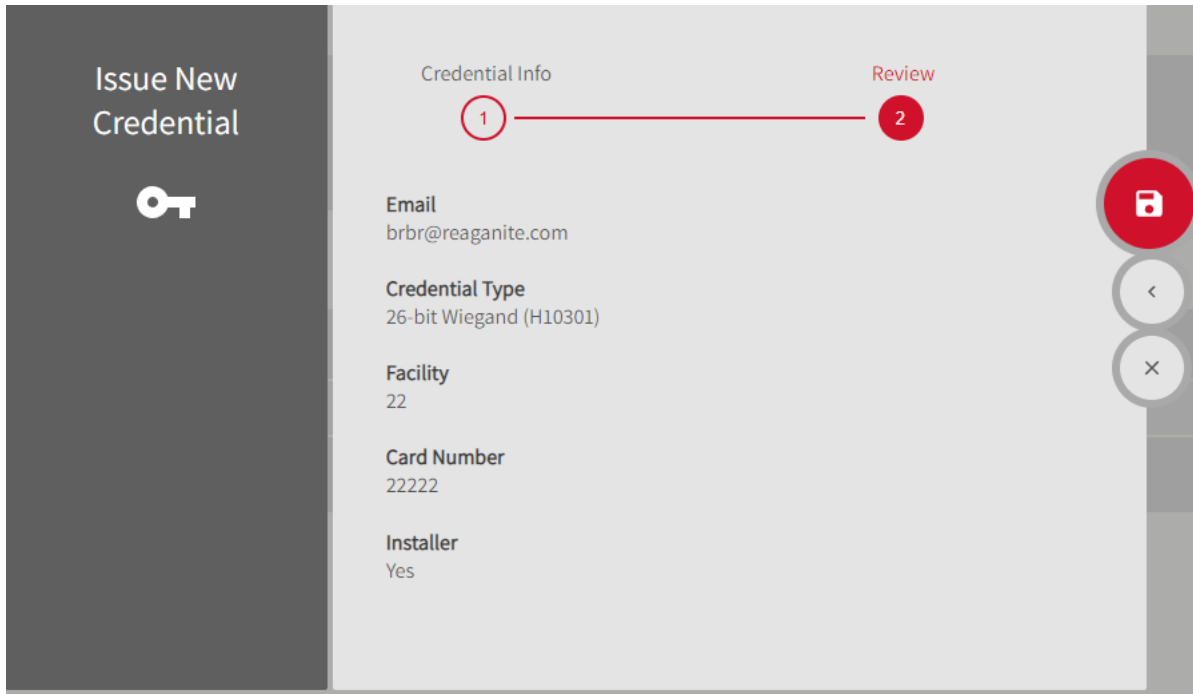 Issue New
Credential
Credential Info
Review
1
2
Email
brbr@reaganite.com
Credential Type
26-bit Wiegand (H10301)
Facility
22
Card Number
22222
Installer
Yes